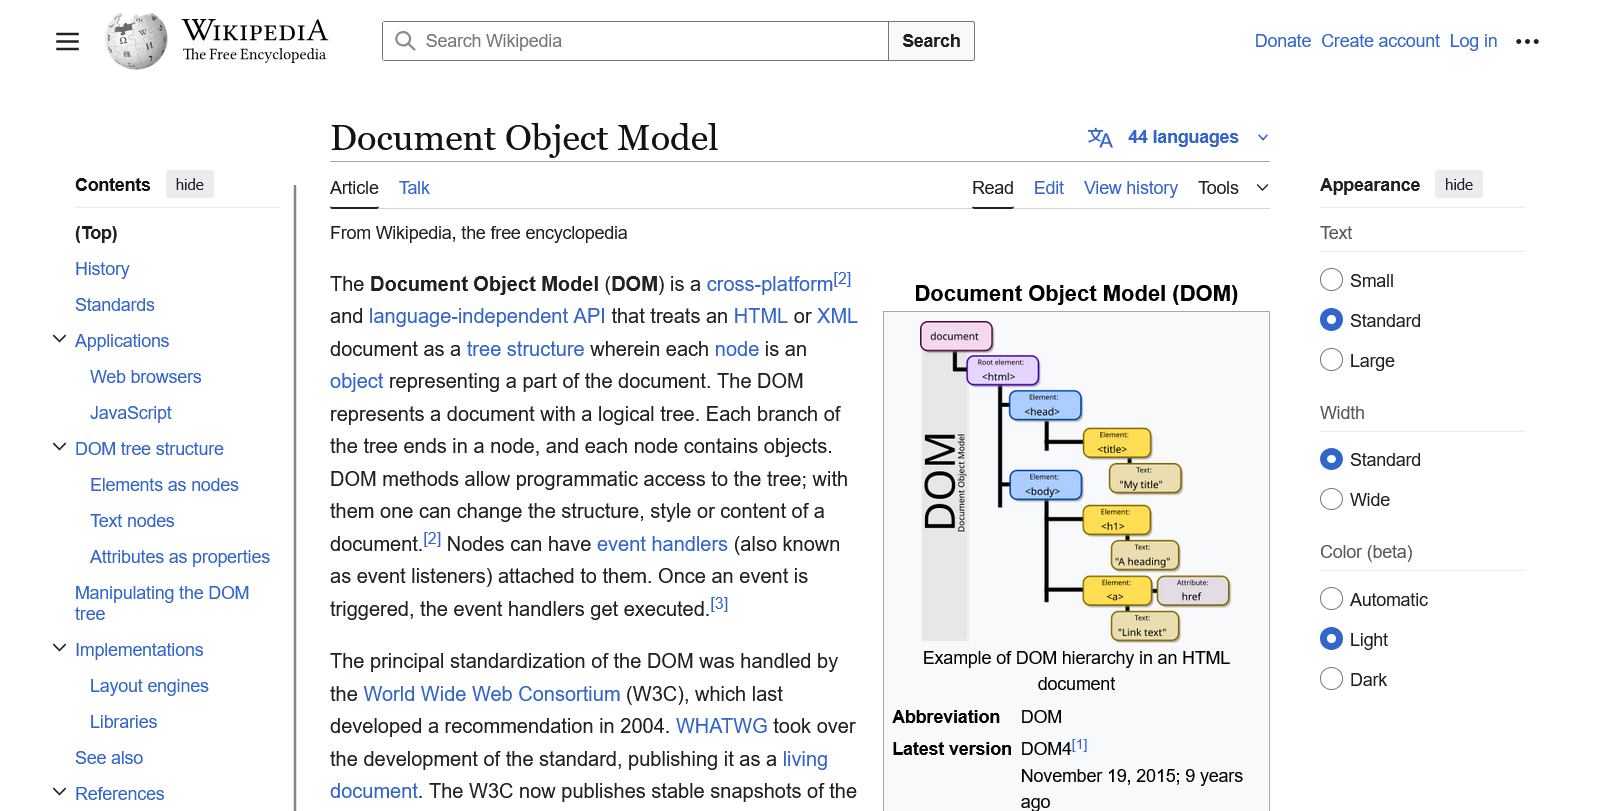 WIKIPEDIA
The Free Encyclopedia
Search Wikipedia
Search
Donate Create account Log in
Contents hide
(Top)
History
Standards
Applications
Web browsers
JavaScript
DOM tree structure
Elements as nodes
Text nodes
Attributes as properties
Manipulating the DOM
tree
Implementations
Layout engines
Libraries
See also
References
Document Object Model
44 languages
Article Talk
Read Edit View history Tools
From Wikipedia, the free encyclopedia
The Document Object Model (DOM) is a cross-platform[2]
and language-independent API that treats an HTML or XML
document as a tree structure wherein each node is an
object representing a part of the document. The DOM
represents a document with a logical tree. Each branch of
the tree ends in a node, and each node contains objects.
DOM methods allow programmatic access to the tree; with
them one can change the structure, style or content of a
document.[2] Nodes can have event handlers (also known
as event listeners) attached to them. Once an event is
triggered, the event handlers get executed.[3]
The principal standardization of the DOM was handled by
the World Wide Web Consortium (W3C), which last
developed a recommendation in 2004. WHATWG took over
the development of the standard, publishing it as a living
document. The W3C now publishes stable snapshots of the
Document Object Model (DOM)
DOM
Document Object Model
document
Root element:
<html>
Element:
<head>
Element:
<title>
Text:
"My title"
Element:
<body>
Element:
<h1>
Text:
"A heading"
Element:
<a>
Attribute:
href
Text:
"Link text"
Example of DOM hierarchy in an HTML
document
Abbreviation DOM
Latest version DOM4[1]
November 19, 2015; 9 years
ago
Appearance hide
Text
Small
Standard
Large
Width
Standard
Wide
Color (beta)
Automatic
Light
Dark